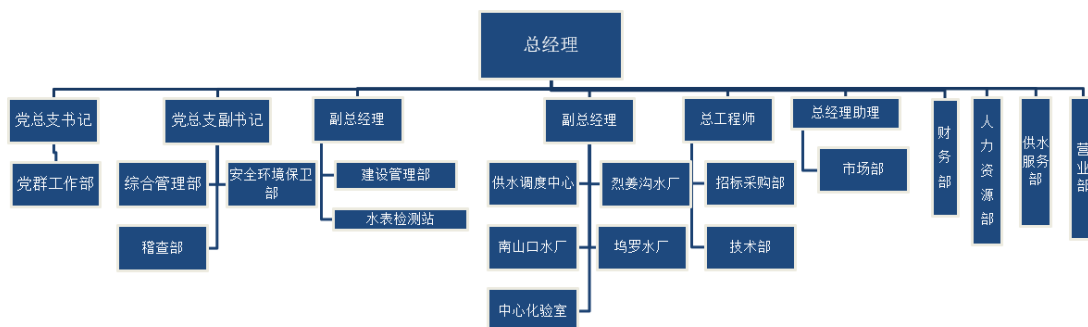 总经理
党总支书记
党总支副书记
副总经理
副总经理
总工程师
总经理助理
财务部
人力资源部
供水
服务
部
营业部
党群工作部
综合管理部
安全环境保卫
部
建设管理部
供水调度中心
烈姜沟水厂
招标采购部
市场部
水表检测站
稽查部
南山口水厂
坞罗水厂
技术部
中心化验室